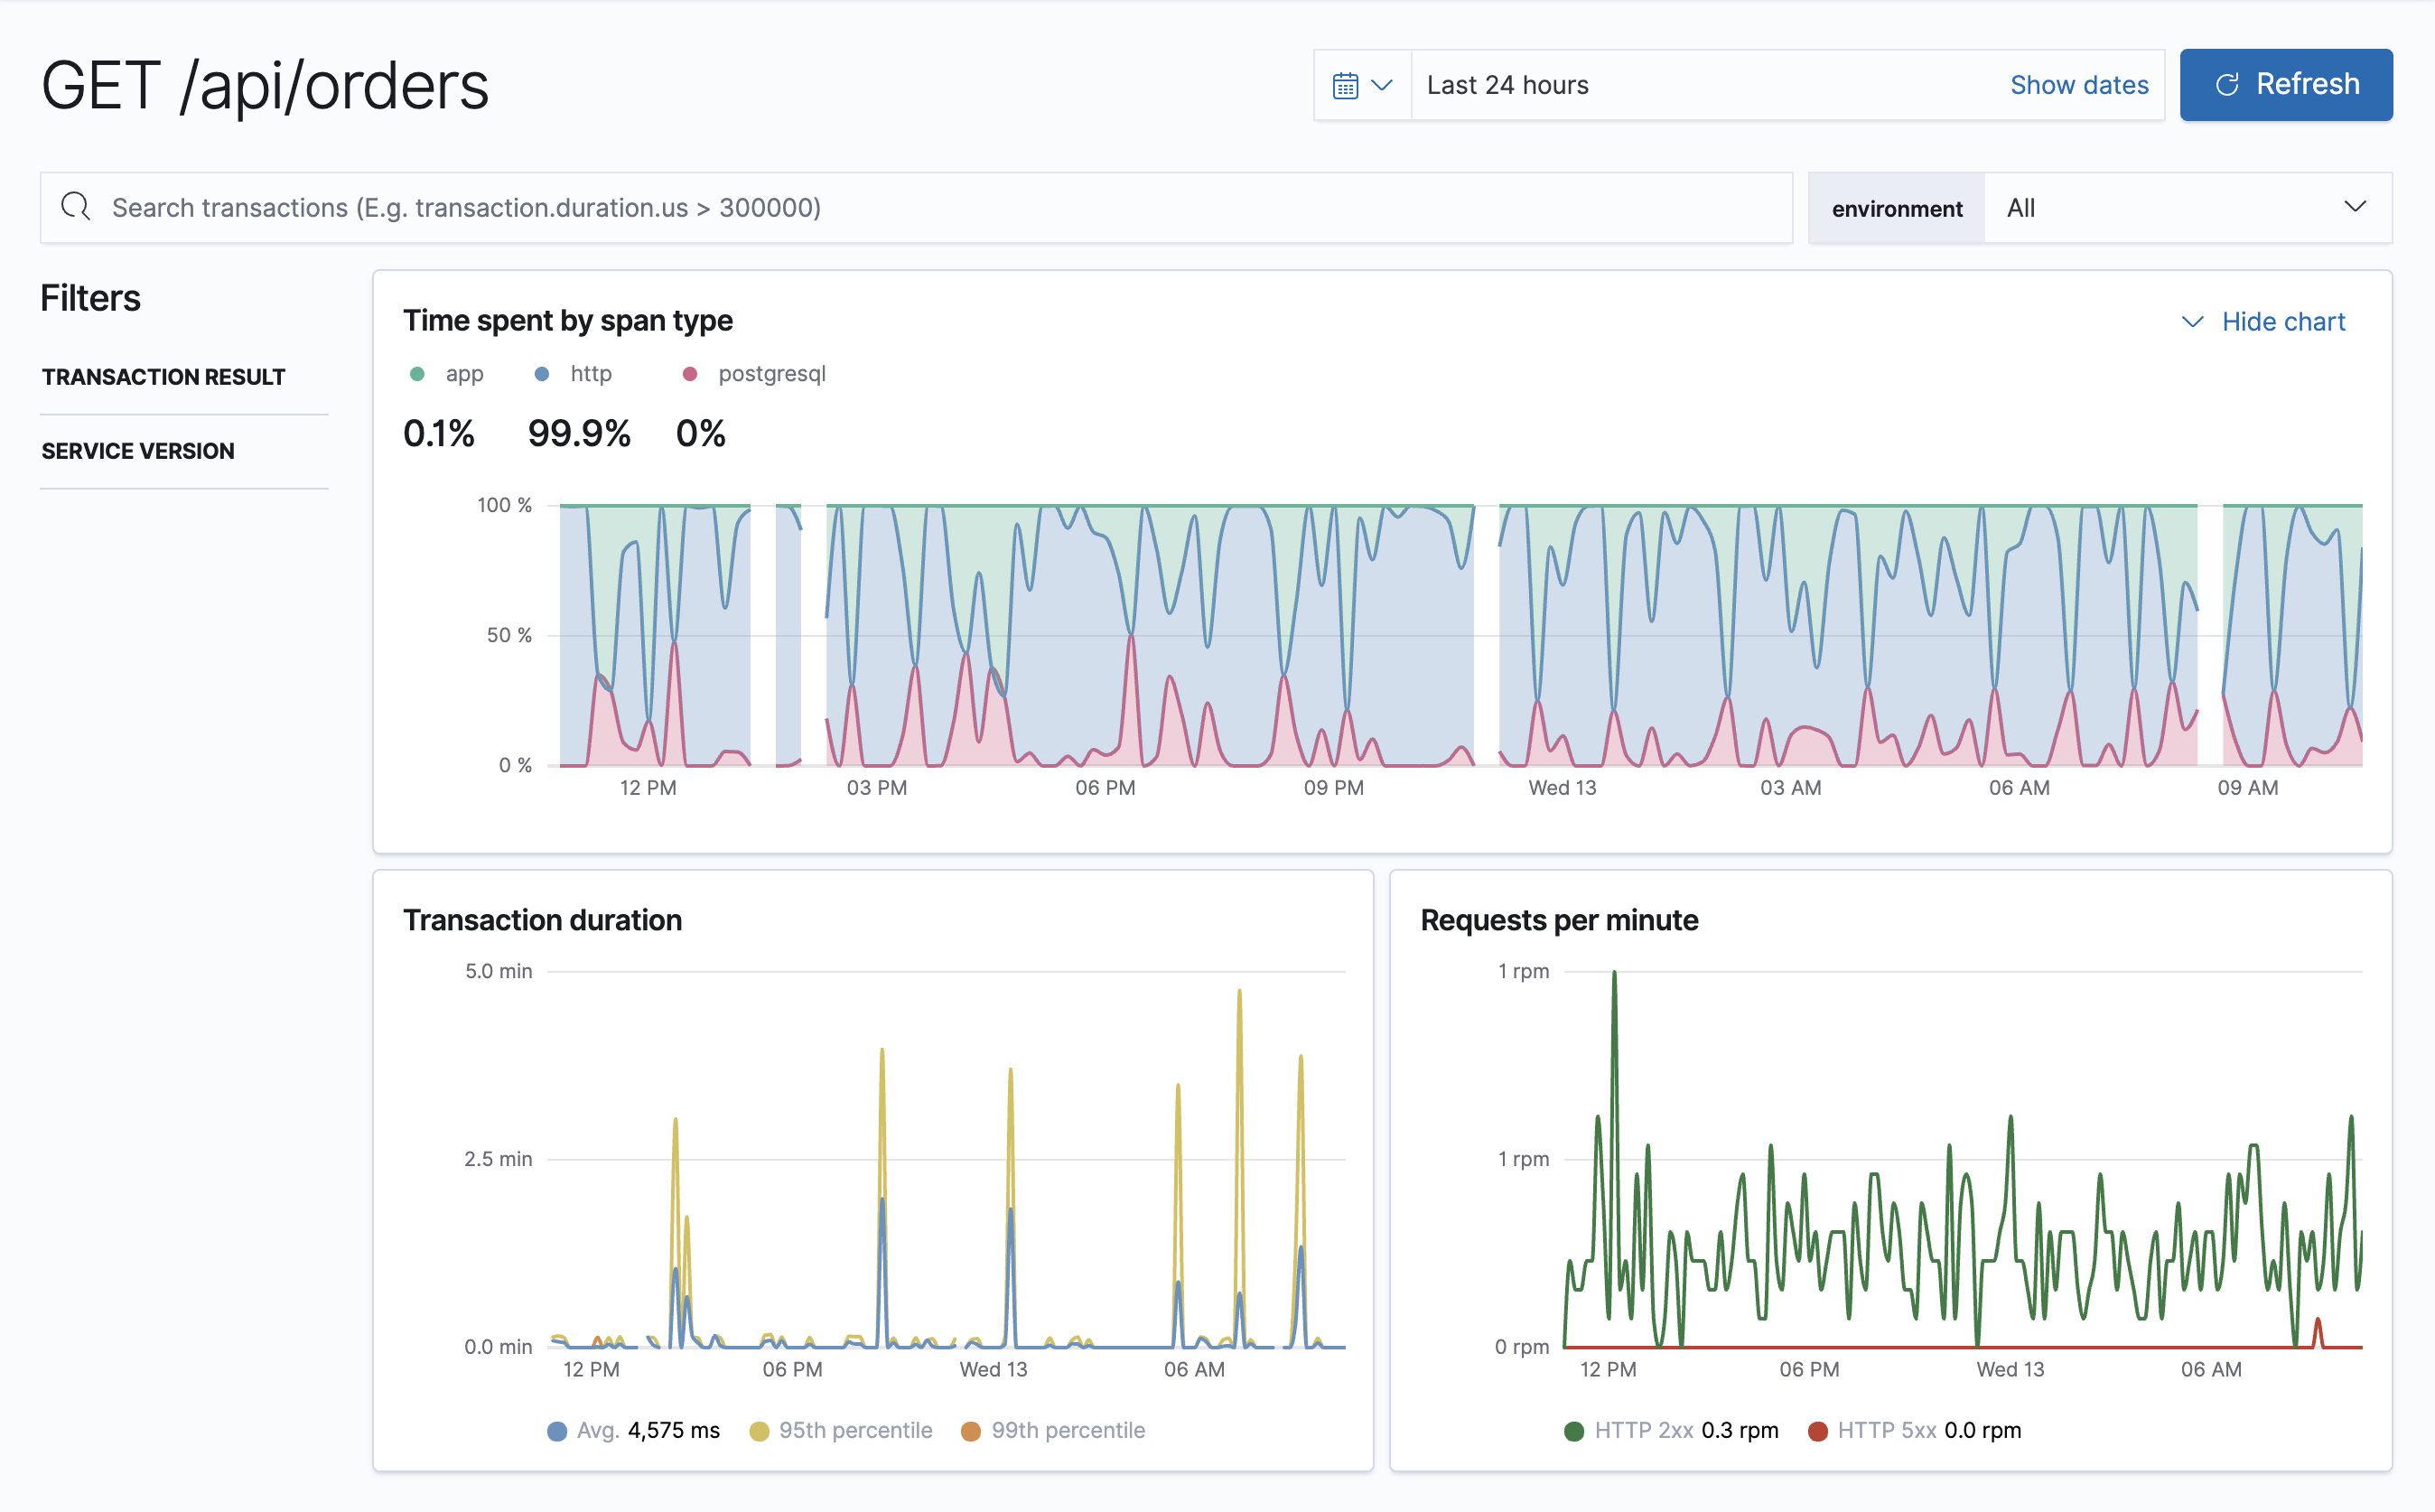 GET /api/orders
Last 24 hours
Show dates
Refresh
Search transactions (E.g. transaction.duration.us > 300000)
environment
All
Filters
TRANSACTION RESULT
SERVICE VERSION
Time spent by span type
Hide chart
app http postgresql
0.1% 99.9% 0%
100 %
50 %
0 %
12 PM 03 PM 06 PM 09 PM Wed 13 03 AM 06 AM 09 AM
Transaction duration
5.0 min
2.5 min
0.0 min
12 PM 06 PM Wed 13 06 AM
Avg. 4,575 ms 95th percentile 99th percentile
Requests per minute
1 rpm
1 rpm
0 rpm
12 PM 06 PM Wed 13 06 AM
HTTP 2xx 0.3 rpm HTTP 5xx 0.0 rpm